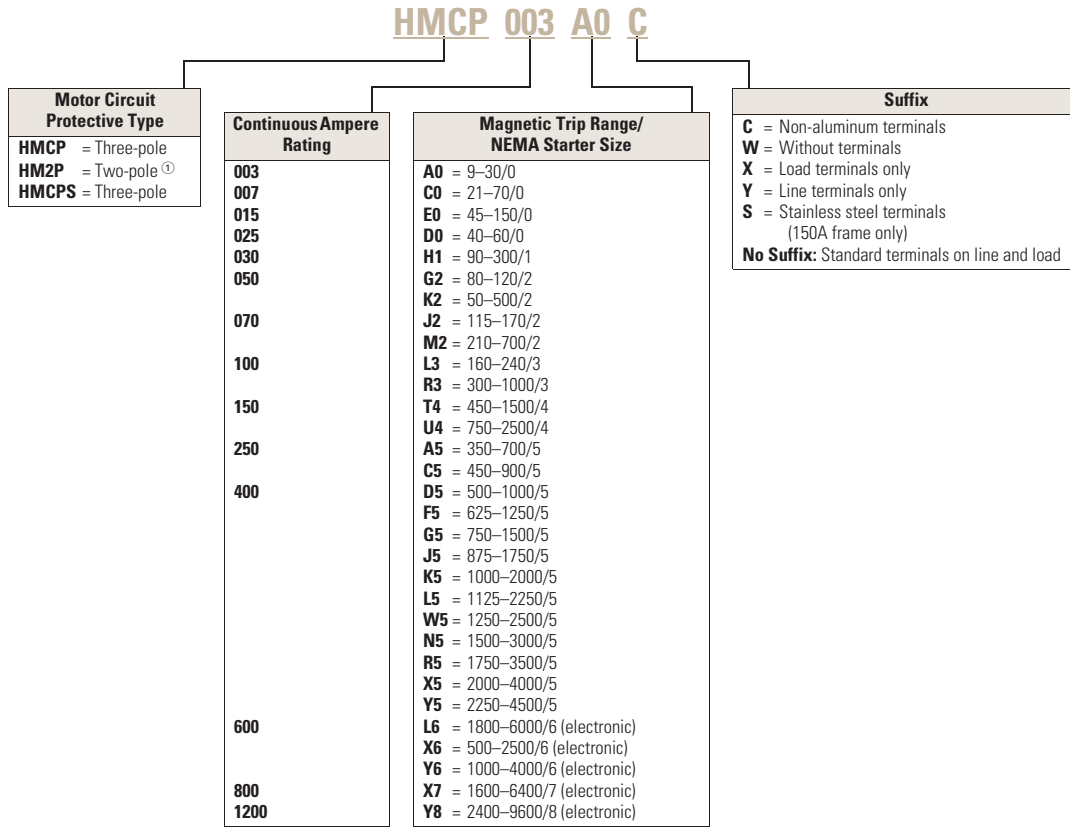 HMCP 003 A0 C
Motor Circuit
Protective Type
HMCP = Three-pole
HM2P = Two-pole ①
HMCPS = Three-pole
Continuous Ampere
Rating
003
007
015
025
030
050
070
100
150
250
400
600
800
1200
Magnetic Trip Range/
NEMA Starter Size
A0 = 9–30/0
C0 = 21–70/0
E0 = 45–150/0
D0 = 40–60/0
H1 = 90–300/1
G2 = 80–120/2
K2 = 50–500/2
J2 = 115–170/2
M2 = 210–700/2
L3 = 160–240/3
R3 = 300–1000/3
T4 = 450–1500/4
U4 = 750–2500/4
A5 = 350–700/5
C5 = 450–900/5
D5 = 500–1000/5
F5 = 625–1250/5
G5 = 750–1500/5
J5 = 875–1750/5
K5 = 1000–2000/5
L5 = 1125–2250/5
W5 = 1250–2500/5
N5 = 1500–3000/5
R5 = 1750–3500/5
X5 = 2000–4000/5
Y5 = 2250–4500/5
L6 = 1800–6000/6 (electronic)
X6 = 500–2500/6 (electronic)
Y6 = 1000–4000/6 (electronic)
X7 = 1600–6400/7 (electronic)
Y8 = 2400–9600/8 (electronic)
Suffix
C = Non-aluminum terminals
W = Without terminals
X = Load terminals only
Y = Line terminals only
S = Stainless steel terminals
(150A frame only)
No Suffix: Standard terminals on line and load